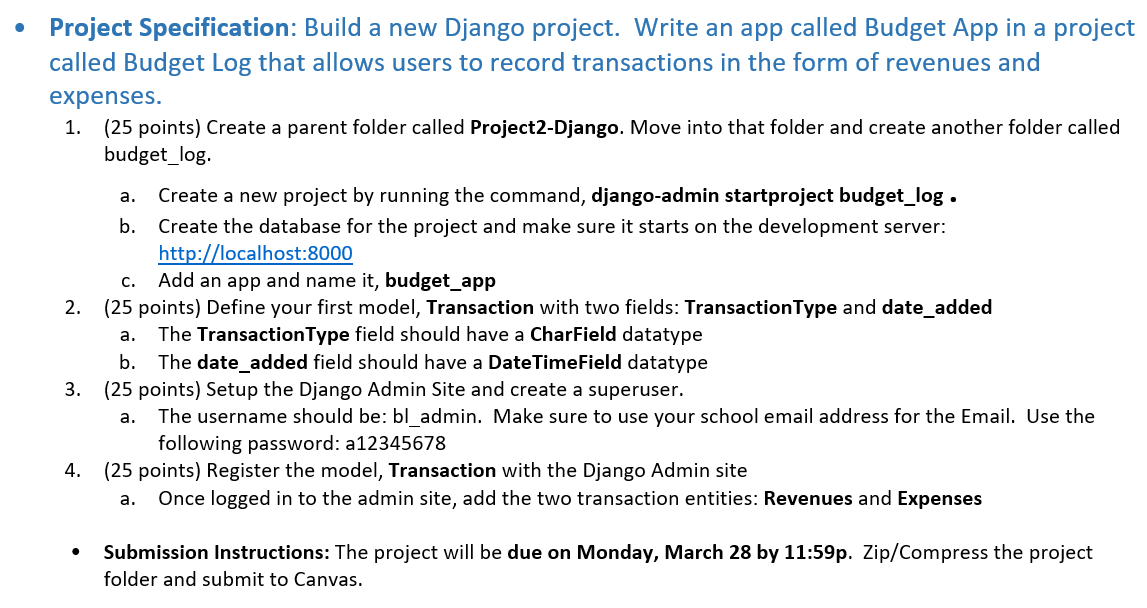 • Project Specification: Build a new Django project.  Write an app called Budget App in a project
called Budget Log that allows users to record transactions in the form of revenues and
expenses.
1. (25 points) Create a parent folder called Project2-Django. Move into that folder and create another folder called
budget_log.
a. Create a new project by running the command, django-admin startproject budget_log .
b. Create the database for the project and make sure it starts on the development server:
http://localhost:8000
c. Add an app and name it, budget_app
2. (25 points) Define your first model, Transaction with two fields: TransactionType and date_added
a. The TransactionType field should have a CharField datatype
b. The date_added field should have a DateTimeField datatype
3. (25 points) Setup the Django Admin Site and create a superuser.
a. The username should be: bl_admin.  Make sure to use your school email address for the Email.  Use the
following password: a12345678
4. (25 points) Register the model, Transaction with the Django Admin site
a. Once logged in to the admin site, add the two transaction entities: Revenues and Expenses
• Submission Instructions: The project will be due on Monday, March 28 by 11:59p.  Zip/Compress the project
folder and submit to Canvas.